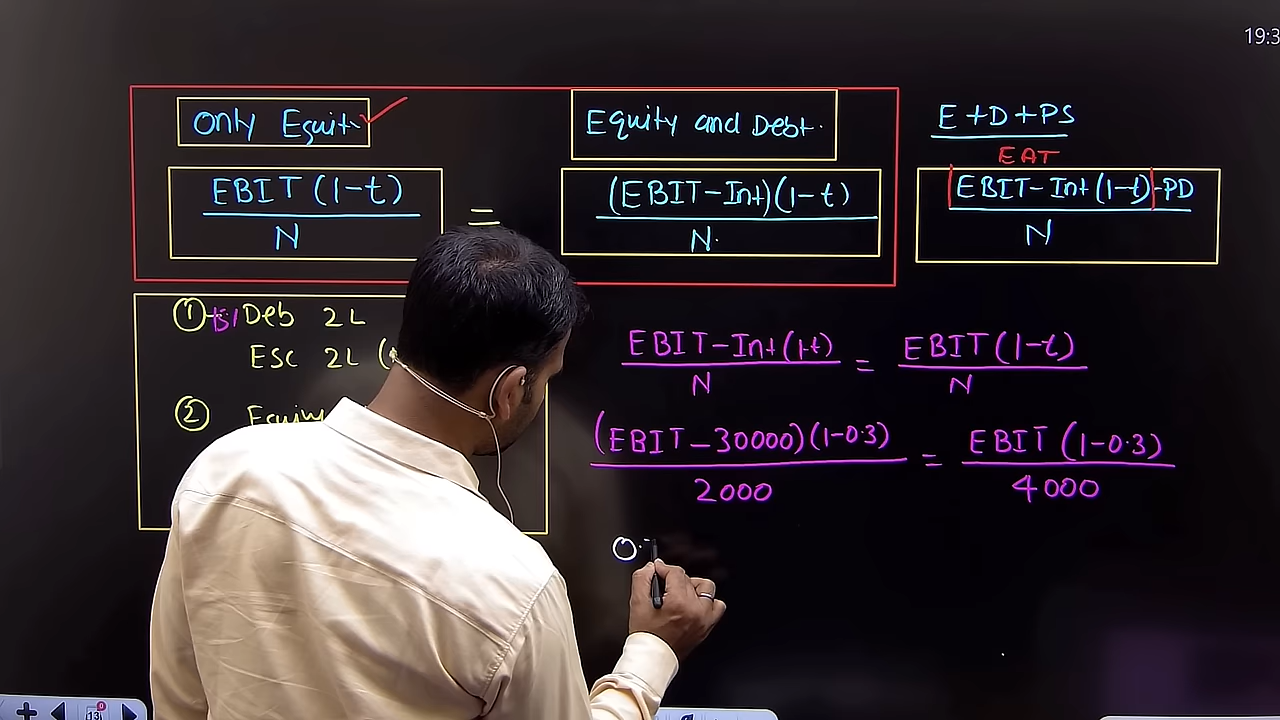 19:3
Only Equity
EBIT (1-t)
N
=
Equity and Debt.
(EBIT-Int)(1-t)
N.
E+D+PS
EAT
EBIT-Int(1-t)-PD
N
① Deb 2L
ESC 2L (
②
EBIT-Int(1-t) = EBIT(1-t)
N N
(EBIT-30000)(1-0.3) = EBIT (1-0.3)
2000 4000
0.
13